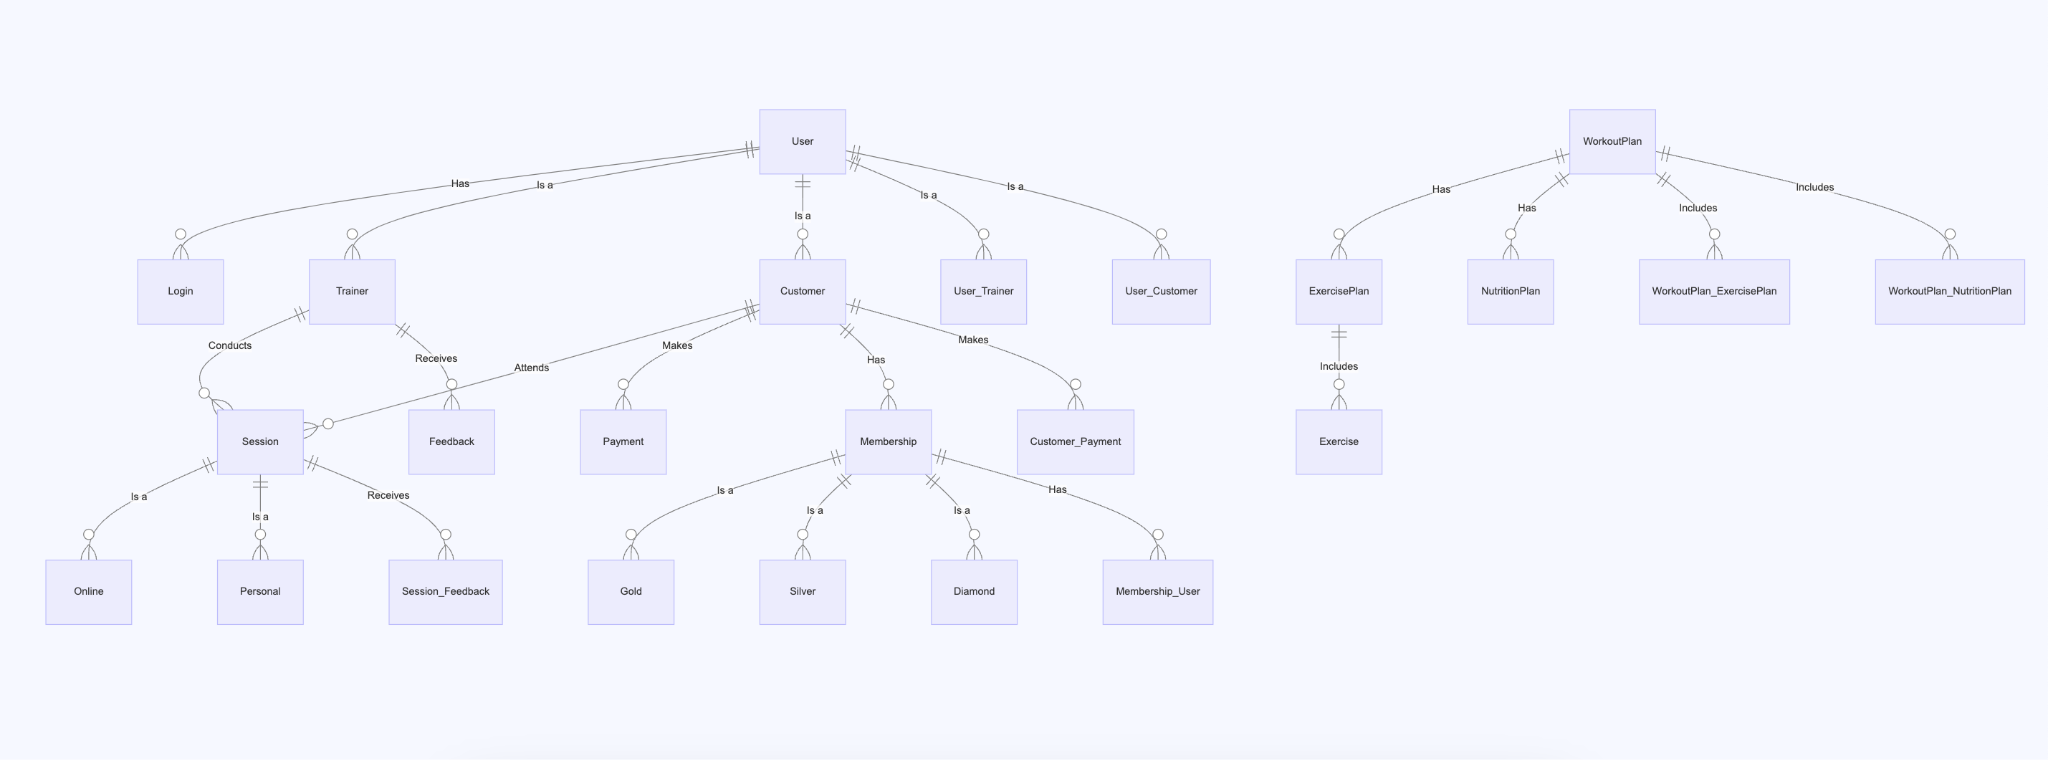 User
WorkoutPlan
Has
Is a
Is a
Is a
Is a
Has
Has
Includes
Includes
Login
Trainer
Customer
User_Trainer
User_Customer
ExercisePlan
NutritionPlan
WorkoutPlan_ExercisePlan
WorkoutPlan_NutritionPlan
Conducts
Receives
Attends
Makes
Has
Makes
Includes
Session
Feedback
Payment
Membership
Customer_Payment
Exercise
Is a
Is a
Receives
Is a
Is a
Is a
Has
Online
Personal
Session_Feedback
Gold
Silver
Diamond
Membership_User